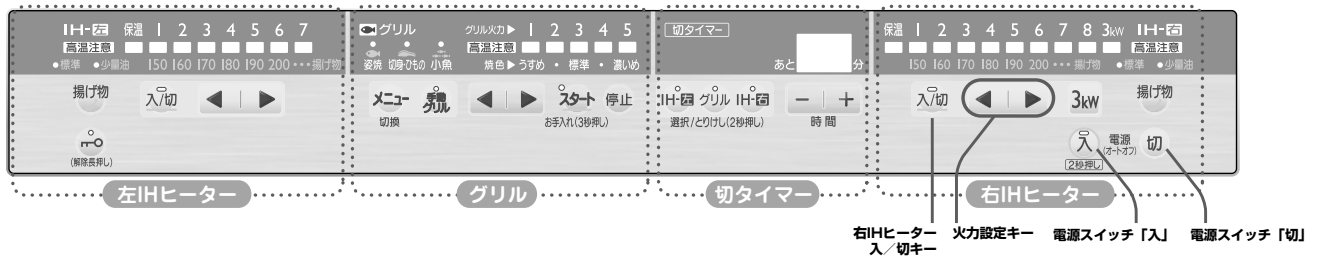 IH-左 保温 1 2 3 4 5 6 7
高温注意
●標準 ●少量油 150 160 170 180 190 200 ・・・揚げ物
揚げ物 入/切 ◀ ▶
(解除長押し)
左IHヒーター
グリル グリル火力▶ 1 2 3 4 5
高温注意
姿焼 切身・ひもの 小魚 焼色▶うすめ ・ 標準 ・ 濃いめ
メニュー 手動グリル ◀ ▶ スタート 停止
切換 お手入れ(3秒押し)
グリル
切タイマー
あと 分
IH-左 グリル IH-右 − +
選択/とりけし(2秒押し) 時間
切タイマー
保温 1 2 3 4 5 6 7 8 3kW IH-右
高温注意
150 160 170 180 190 200 ・・・ 揚げ物 ●標準 ●少量油
入/切 ◀ ▶ 3kW 揚げ物
入 電源 (オートオフ) 切
2秒押し
右IHヒーター
右IHヒーター
入/切キー
火力設定キー
電源スイッチ「入」
電源スイッチ「切」